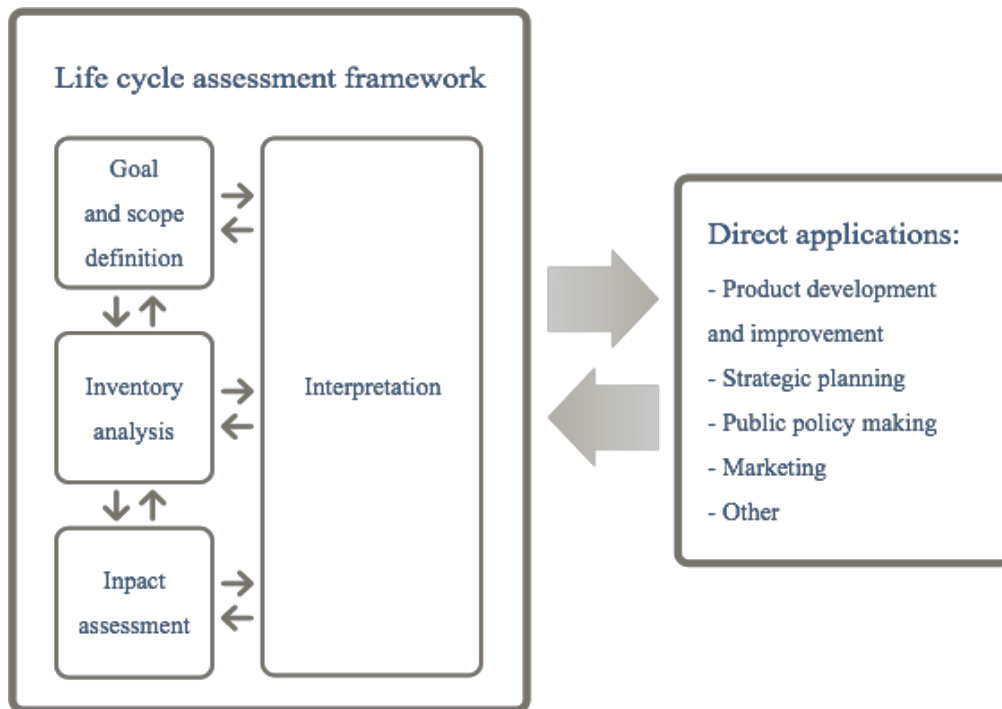 Life cycle assessment framework
Goal
and scope
definition
Inventory
analysis
Inpact
assessment
Interpretation
Direct applications:
- Product development
and improvement
- Strategic planning
- Public policy making
- Marketing
- Other